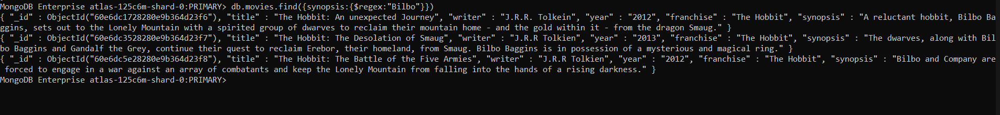 MongoDB Enterprise atlas-125c6m-shard-0:PRIMARY> db.movies.find({synopsis:{$regex:"Bilbo"}})
{ "_id" : ObjectId("60e6dc1728280e9b364d23f6"), "title" : "The Hobbit: An unexpected Journey", "writer" : "J.R.R. Tolkein", "year" : "2012", "franchise" : "The Hobbit", "synopsis" : "A reluctant hobbit, Bilbo Ba
ggins, sets out to the Lonely Mountain with a spirited group of dwarves to reclaim their mountain home - and the gold within it - from the dragon Smaug." }
{ "_id" : ObjectId("60e6dc3528280e9b364d23f7"), "title" : "The Hobbit: The Desolation of Smaug", "writer" : "J.R.R Tolkien", "year" : "2013", "franchise" : "The Hobbit", "synopsis" : "The dwarves, along with Bil
bo Baggins and Gandalf the Grey, continue their quest to reclaim Erebor, their homeland, from Smaug. Bilbo Baggins is in possession of a mysterious and magical ring." }
{ "_id" : ObjectId("60e6dc5e28280e9b364d23f8"), "title" : "The Hobbit: The Battle of the Five Armies", "writer" : "J.R.R Tolkien", "year" : "2012", "franchise" : "The Hobbit", "synopsis" : "Bilbo and Company are
 forced to engage in a war against an array of combatants and keep the Lonely Mountain from falling into the hands of a rising darkness." }
MongoDB Enterprise atlas-125c6m-shard-0:PRIMARY>